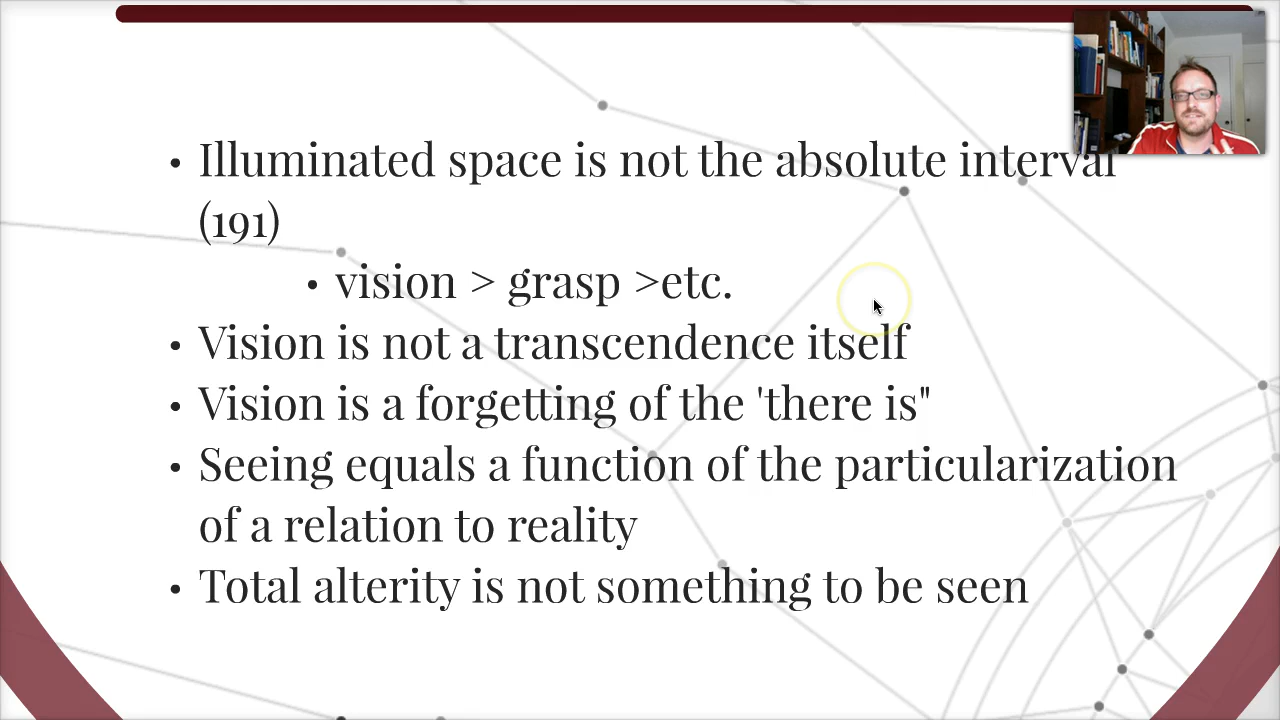 • Illuminated space is not the absolute interval
(191)
• vision > grasp >etc.
• Vision is not a transcendence itself
• Vision is a forgetting of the 'there is"
• Seeing equals a function of the particularization
of a relation to reality
• Total alterity is not something to be seen